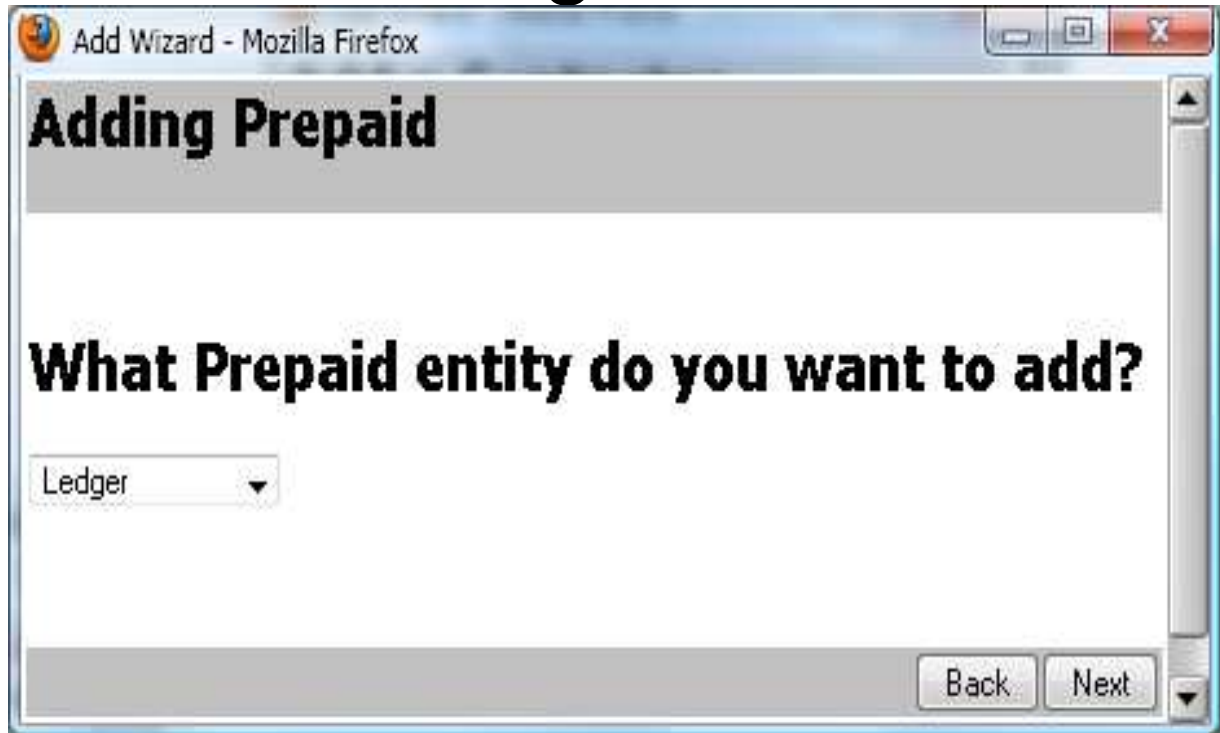 Add Wizard - Mozilla Firefox
Adding Prepaid
What Prepaid entity do you want to add?
Ledger
Back Next